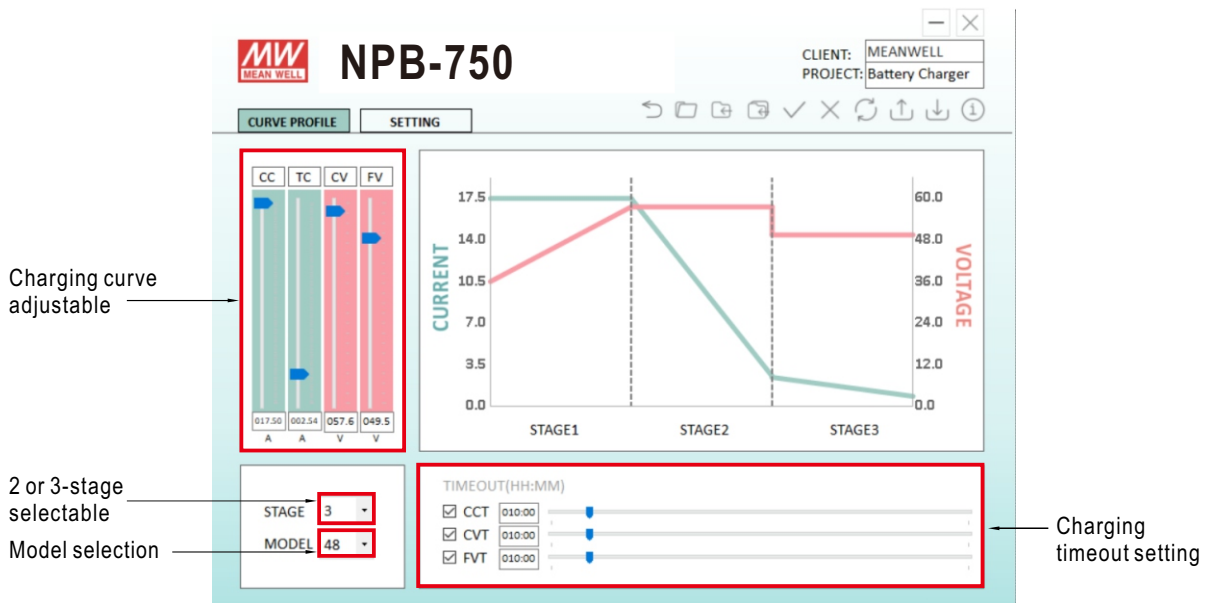 MW
MEAN WELL
NPB-750
CLIENT: MEANWELL
PROJECT: Battery Charger
CURVE PROFILE SETTING
CC TC CV FV
017.50 002.54 057.6 049.5
A A V V
Charging curve
adjustable
CURRENT
17.5
14.0
10.5
7.0
3.5
0.0
60.0
48.0
36.0
24.0
12.0
0.0
VOLTAGE
STAGE1 STAGE2 STAGE3
2 or 3-stage
selectable
Model selection
STAGE 3
MODEL 48
TIMEOUT(HH:MM)
CCT 010:00
CVT 010:00
FVT 010:00
Charging
timeout setting